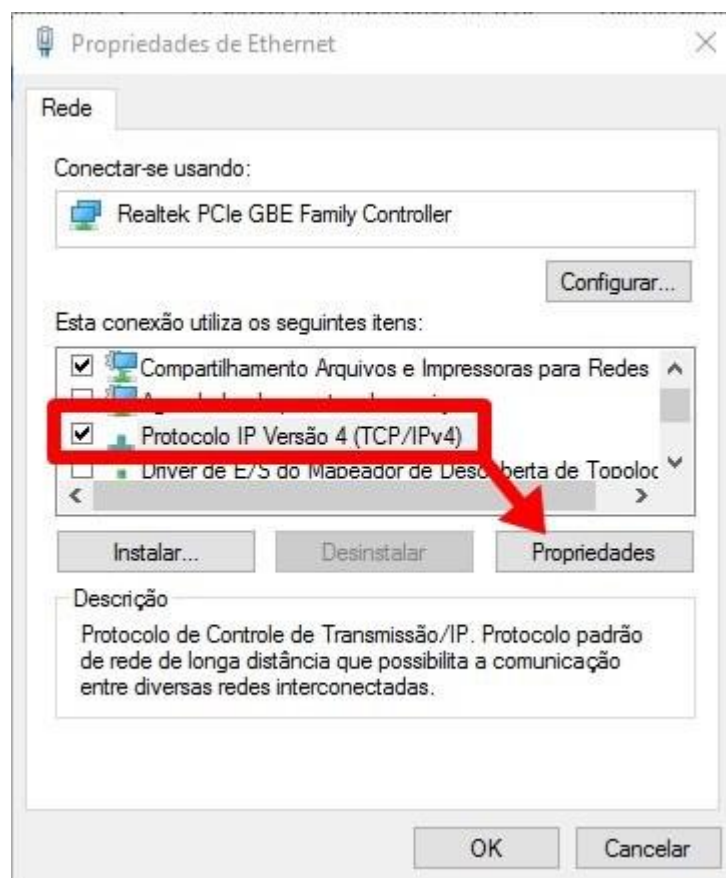 Propriedades de Ethernet
Rede
Conectar-se usando:
Realtek PCIe GBE Family Controller
Configurar...
Esta conexão utiliza os seguintes itens:
Compartilhamento Arquivos e Impressoras para Redes
Protocolo IP Versão 4 (TCP/IPv4)
Driver de E/S do Mapeador de Descoberta de Topoloc
Instalar...
Desinstalar
Propriedades
Descrição
Protocolo de Controle de Transmissão/IP. Protocolo padrão
de rede de longa distância que possibilita a comunicação
entre diversas redes interconectadas.
OK
Cancelar